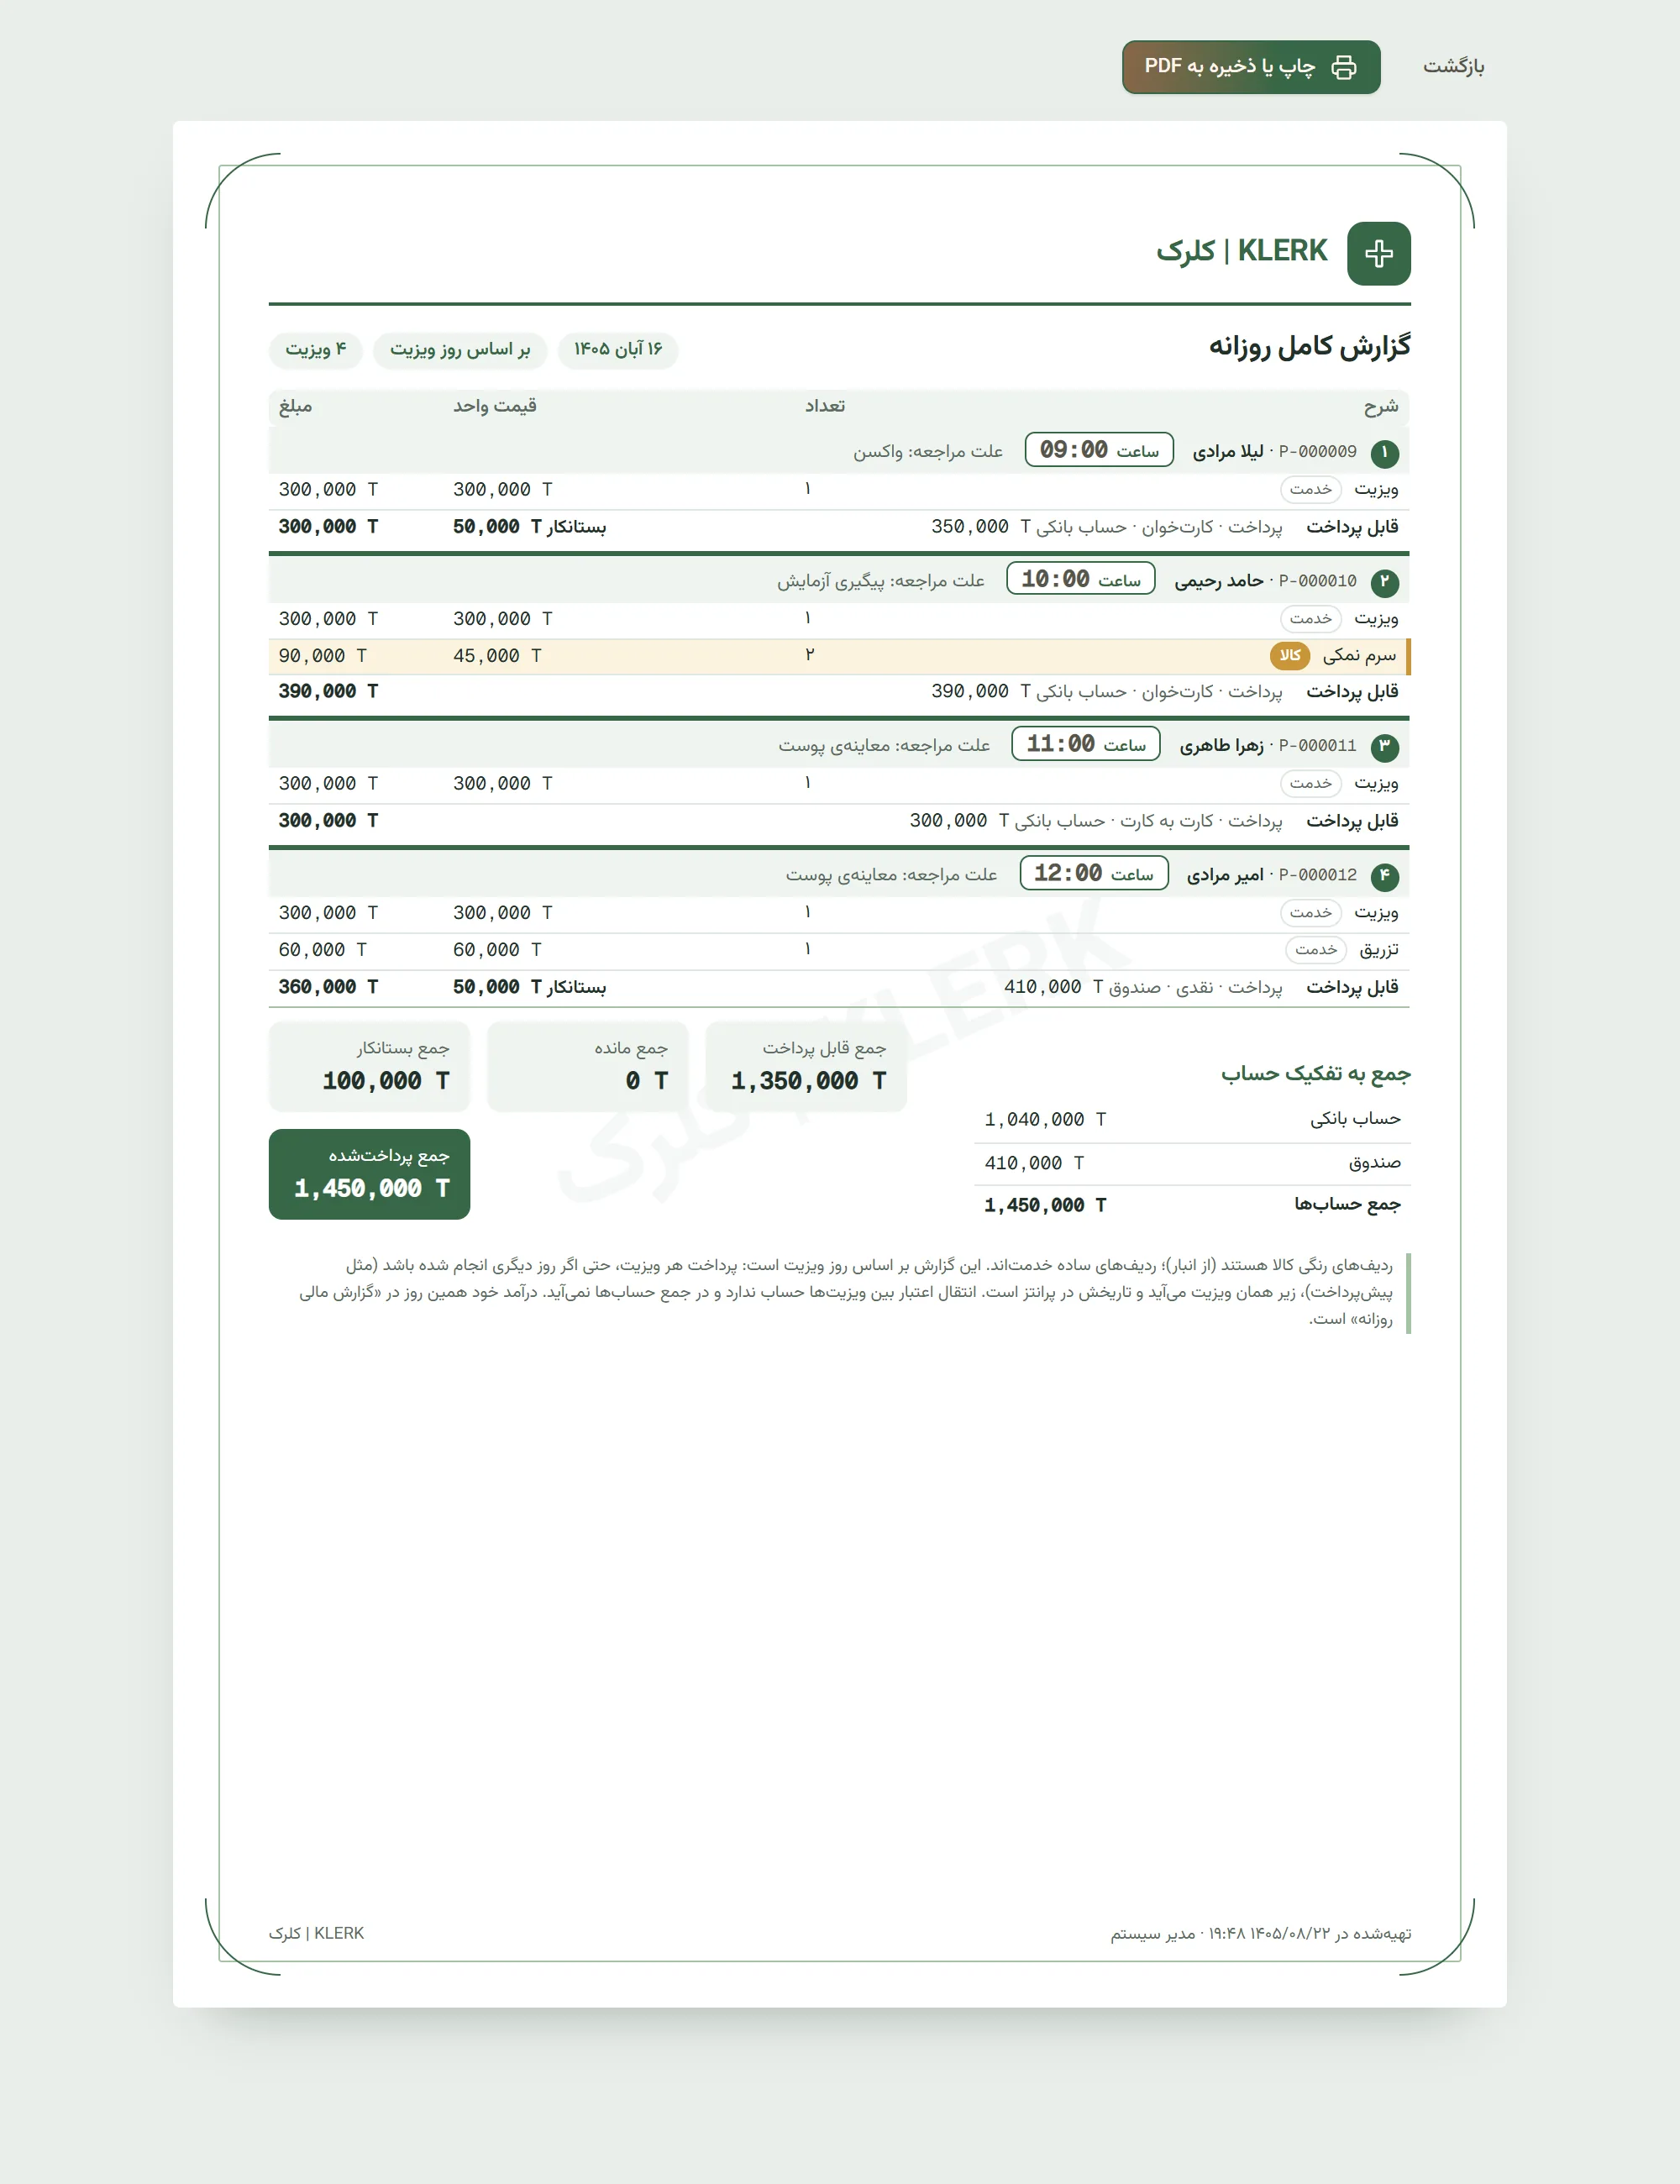 بازگشت
چاپ یا ذخیره به PDF
KLERK | کلرک
گزارش کامل روزانه
۱۶ آبان ۱۴۰۵
بر اساس روز ویزیت
۴ ویزیت
شرح تعداد قیمت واحد مبلغ
۱ P-000009 · لیلا مرادی ساعت 09:00 علت مراجعه: واکسن
ویزیت خدمت ۱ 300,000 T 300,000 T
قابل پرداخت پرداخت · کارت‌خوان · حساب بانکی 350,000 T بستانکار 50,000 T 300,000 T
۲ P-000010 · حامد رحیمی ساعت 10:00 علت مراجعه: پیگیری آزمایش
ویزیت خدمت ۱ 300,000 T 300,000 T
سرم نمکی کالا ۲ 45,000 T 90,000 T
قابل پرداخت پرداخت · کارت‌خوان · حساب بانکی 390,000 T 390,000 T
۳ P-000011 · زهرا طاهری ساعت 11:00 علت مراجعه: معاینه‌ی پوست
ویزیت خدمت ۱ 300,000 T 300,000 T
قابل پرداخت پرداخت · کارت به کارت · حساب بانکی 300,000 T 300,000 T
۴ P-000012 · امیر مرادی ساعت 12:00 علت مراجعه: معاینه‌ی پوست
ویزیت خدمت ۱ 300,000 T 300,000 T
تزریق خدمت ۱ 60,000 T 60,000 T
قابل پرداخت پرداخت · نقدی · صندوق 410,000 T بستانکار 50,000 T 360,000 T
KLERK | کلرک
جمع به تفکیک حساب
حساب بانکی 1,040,000 T
صندوق 410,000 T
جمع حساب‌ها 1,450,000 T
جمع قابل پرداخت
1,350,000 T
جمع مانده
0 T
جمع بستانکار
100,000 T
جمع پرداخت‌شده
1,450,000 T
ردیف‌های رنگی کالا هستند (از انبار)؛ ردیف‌های ساده خدمت‌اند. این گزارش بر اساس روز ویزیت است: پرداخت هر ویزیت، حتی اگر روز دیگری انجام شده باشد (مثل
پیش‌پرداخت)، زیر همان ویزیت می‌آید و تاریخش در پرانتز است. انتقال اعتبار بین ویزیت‌ها حساب ندارد و در جمع حساب‌ها نمی‌آید. درآمد خود همین روز در «گزارش مالی
روزانه» است.
تهیه‌شده در ۱۴۰۵/۰۸/۲۲ ۱۹:۴۸ · مدیر سیستم
KLERK | کلرک